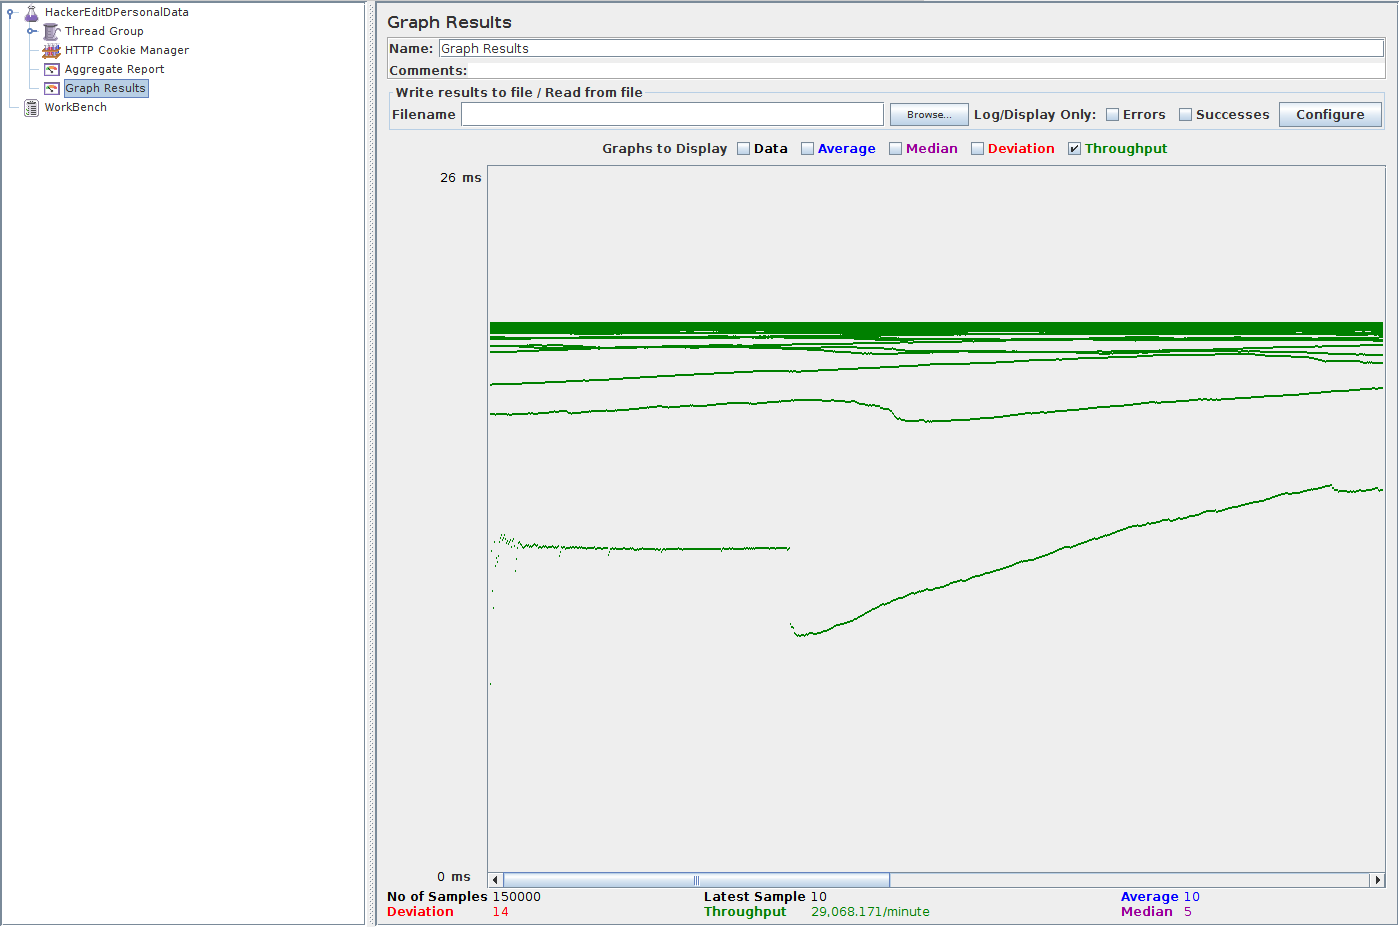 HackerEditDPersonalData
Thread Group
HTTP Cookie Manager
Aggregate Report
Graph Results
WorkBench
Graph Results
Name: Graph Results
Comments:
Write results to file / Read from file
Filename Browse... Log/Display Only: Errors Successes Configure
Graphs to Display Data Average Median Deviation Throughput
26 ms
0 ms
No of Samples 150000 Latest Sample 10 Average 10
Deviation 14 Throughput 29,068.171/minute Median 5